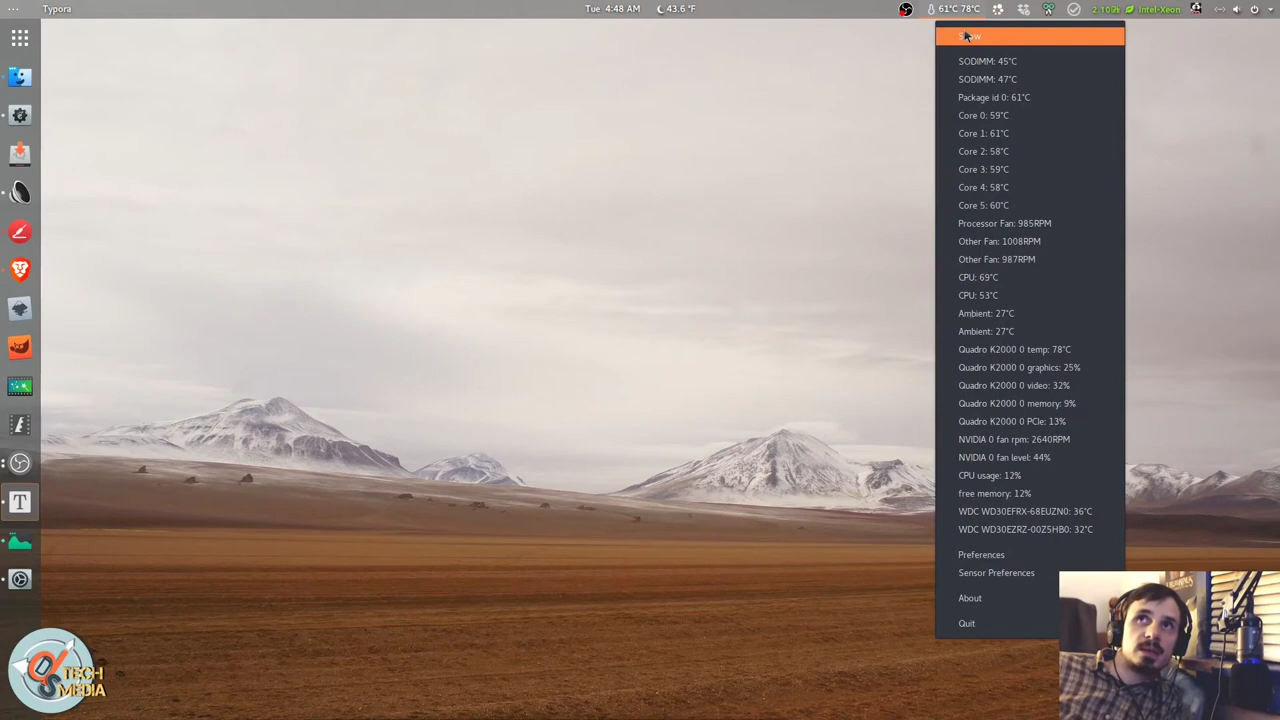 Typora
Tue 4:48 AM
43.6 °F
61°C 78°C
2.10
Intel-Xeon
Show
SODIMM: 45°C
SODIMM: 47°C
Package id 0: 61°C
Core 0: 59°C
Core 1: 61°C
Core 2: 58°C
Core 3: 59°C
Core 4: 58°C
Core 5: 60°C
Processor Fan: 985RPM
Other Fan: 1008RPM
Other Fan: 987RPM
CPU: 69°C
CPU: 53°C
Ambient: 27°C
Ambient: 27°C
Quadro K2000 0 temp: 78°C
Quadro K2000 0 graphics: 25%
Quadro K2000 0 video: 32%
Quadro K2000 0 memory: 9%
Quadro K2000 0 PCIe: 13%
NVIDIA 0 fan rpm: 2640RPM
NVIDIA 0 fan level: 44%
CPU usage: 12%
free memory: 12%
WDC WD30EFRX-68EUZN0: 36°C
WDC WD30EZRZ-00Z5HB0: 32°C
Preferences
Sensor Preferences
About
Quit
T
OS
TECH
MEDIA